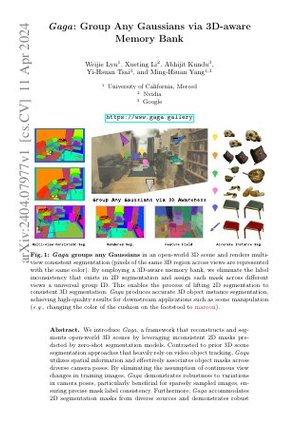 Gaga: Group Any Gaussians via 3D-aware
Memory Bank
Weijie Lyu¹, Xueting Li², Abhijit Kundu³,
Yi-Hsuan Tsai³, and Ming-Hsuan Yang¹,³
¹ University of California, Merced
² Nvidia
³ Google
https://www.gaga.gallery
arXiv:2404.07977v1 [cs.CV] 11 Apr 2024
Group Any Gaussians via 3D Awareness
Multi-view Consistent Seg.
Rendered Seg.
Feature Field
Accurate Instance Seg.
Fig. 1: Gaga groups any Gaussians in an open-world 3D scene and renders multi-
view consistent segmentation (pixels of the same 3D region across views are represented
with the same color). By employing a 3D-aware memory bank, we eliminate the label
inconsistency that exists in 2D segmentation and assign each mask across different
views a universal group ID. This enables the process of lifting 2D segmentation to
consistent 3D segmentation. Gaga produces accurate 3D object instance segmentation,
achieving high-quality results for downstream applications such as scene manipulation
(e.g., changing the color of the cushion on the footstool to maroon).
Abstract. We introduce Gaga, a framework that reconstructs and seg-
ments open-world 3D scenes by leveraging inconsistent 2D masks pre-
dicted by zero-shot segmentation models. Contrasted to prior 3D scene
segmentation approaches that heavily rely on video object tracking, Gaga
utilizes spatial information and effectively associates object masks across
diverse camera poses. By eliminating the assumption of continuous view
changes in training images, Gaga demonstrates robustness to variations
in camera poses, particularly beneficial for sparsely sampled images, en-
suring precise mask label consistency. Furthermore, Gaga accommodates
2D segmentation masks from diverse sources and demonstrates robust